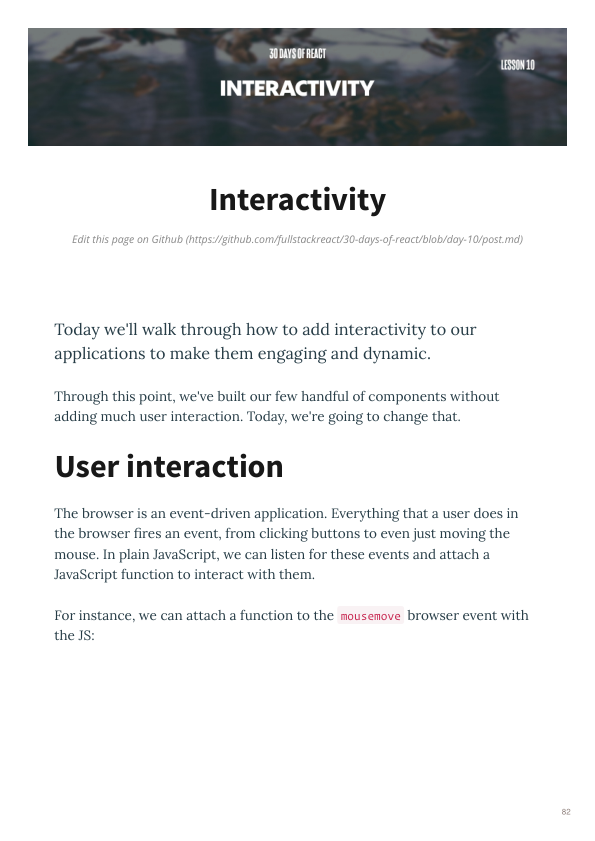 30 DAYS OF REACT
LESSON 10
INTERACTIVITY
Interactivity
Edit this page on Github (https://github.com/fullstackreact/30-days-of-react/blob/day-10/post.md)
Today we'll walk through how to add interactivity to our
applications to make them engaging and dynamic.
Through this point, we've built our few handful of components without
adding much user interaction. Today, we're going to change that.
User interaction
The browser is an event-driven application. Everything that a user does in
the browser fires an event, from clicking buttons to even just moving the
mouse. In plain JavaScript, we can listen for these events and attach a
JavaScript function to interact with them.
For instance, we can attach a function to the mousemove browser event with
the JS:
82